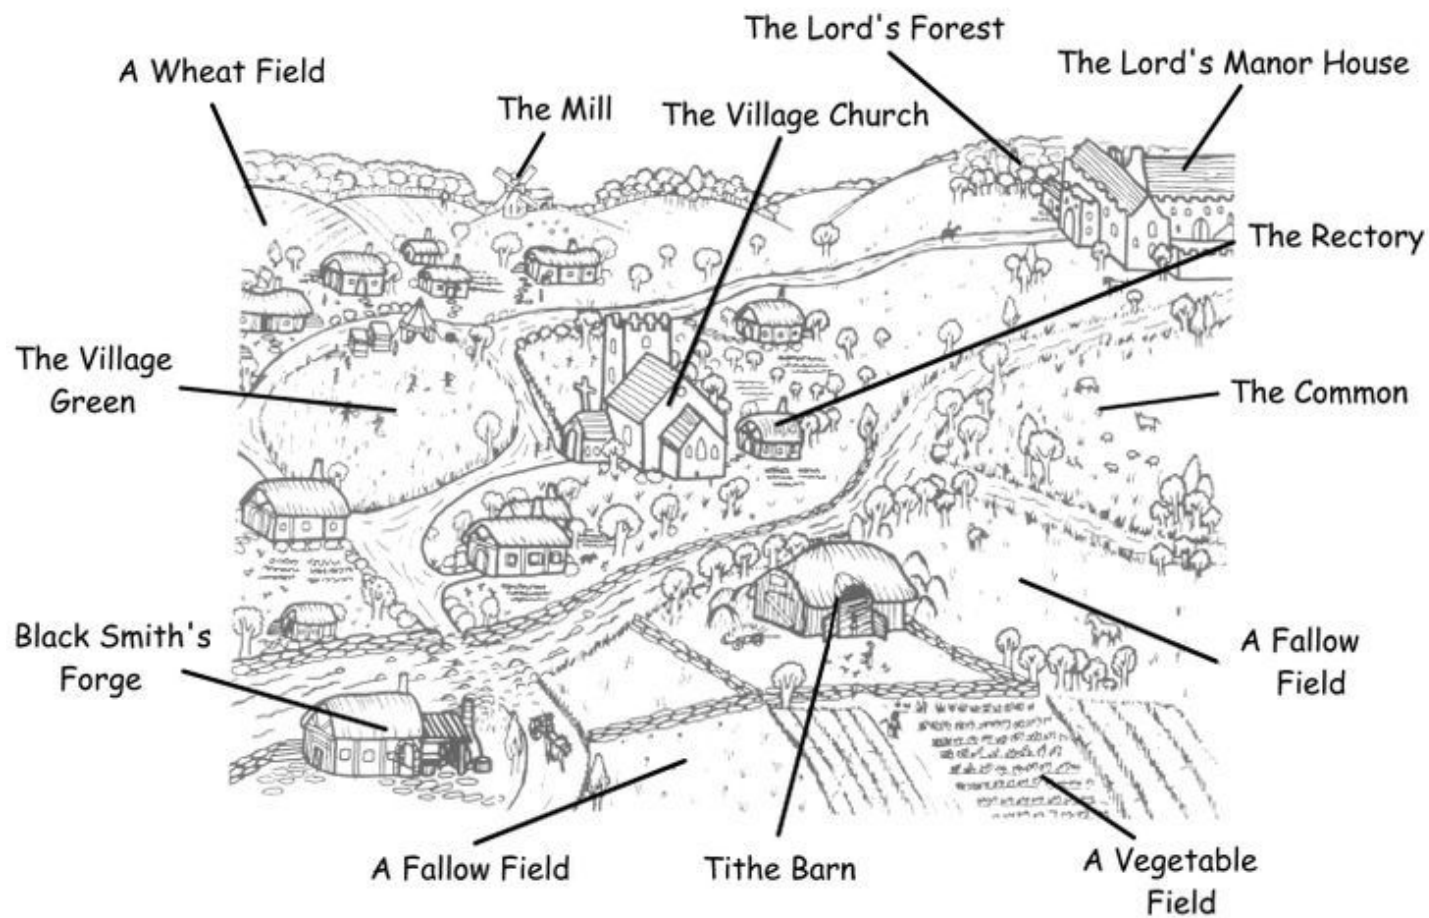 The Lord's Forest
A Wheat Field
The Lord's Manor House
The Mill
The Village Church
The Rectory
The Village
Green
The Common
Black Smith's
Forge
A Fallow
Field
A Fallow Field
Tithe Barn
A Vegetable
Field